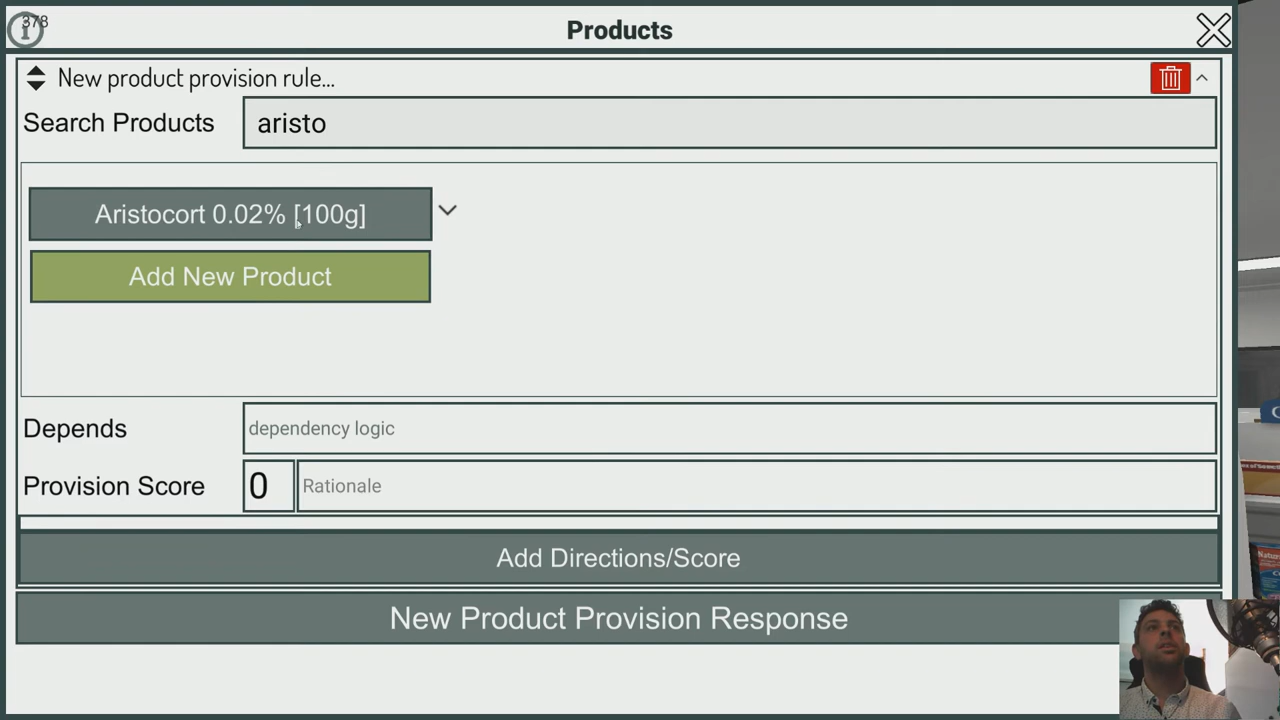 378
Products
New product provision rule...
Search Products aristo
Aristocort 0.02% [100g]
Add New Product
Depends dependency logic
Provision Score 0 Rationale
Add Directions/Score
New Product Provision Response